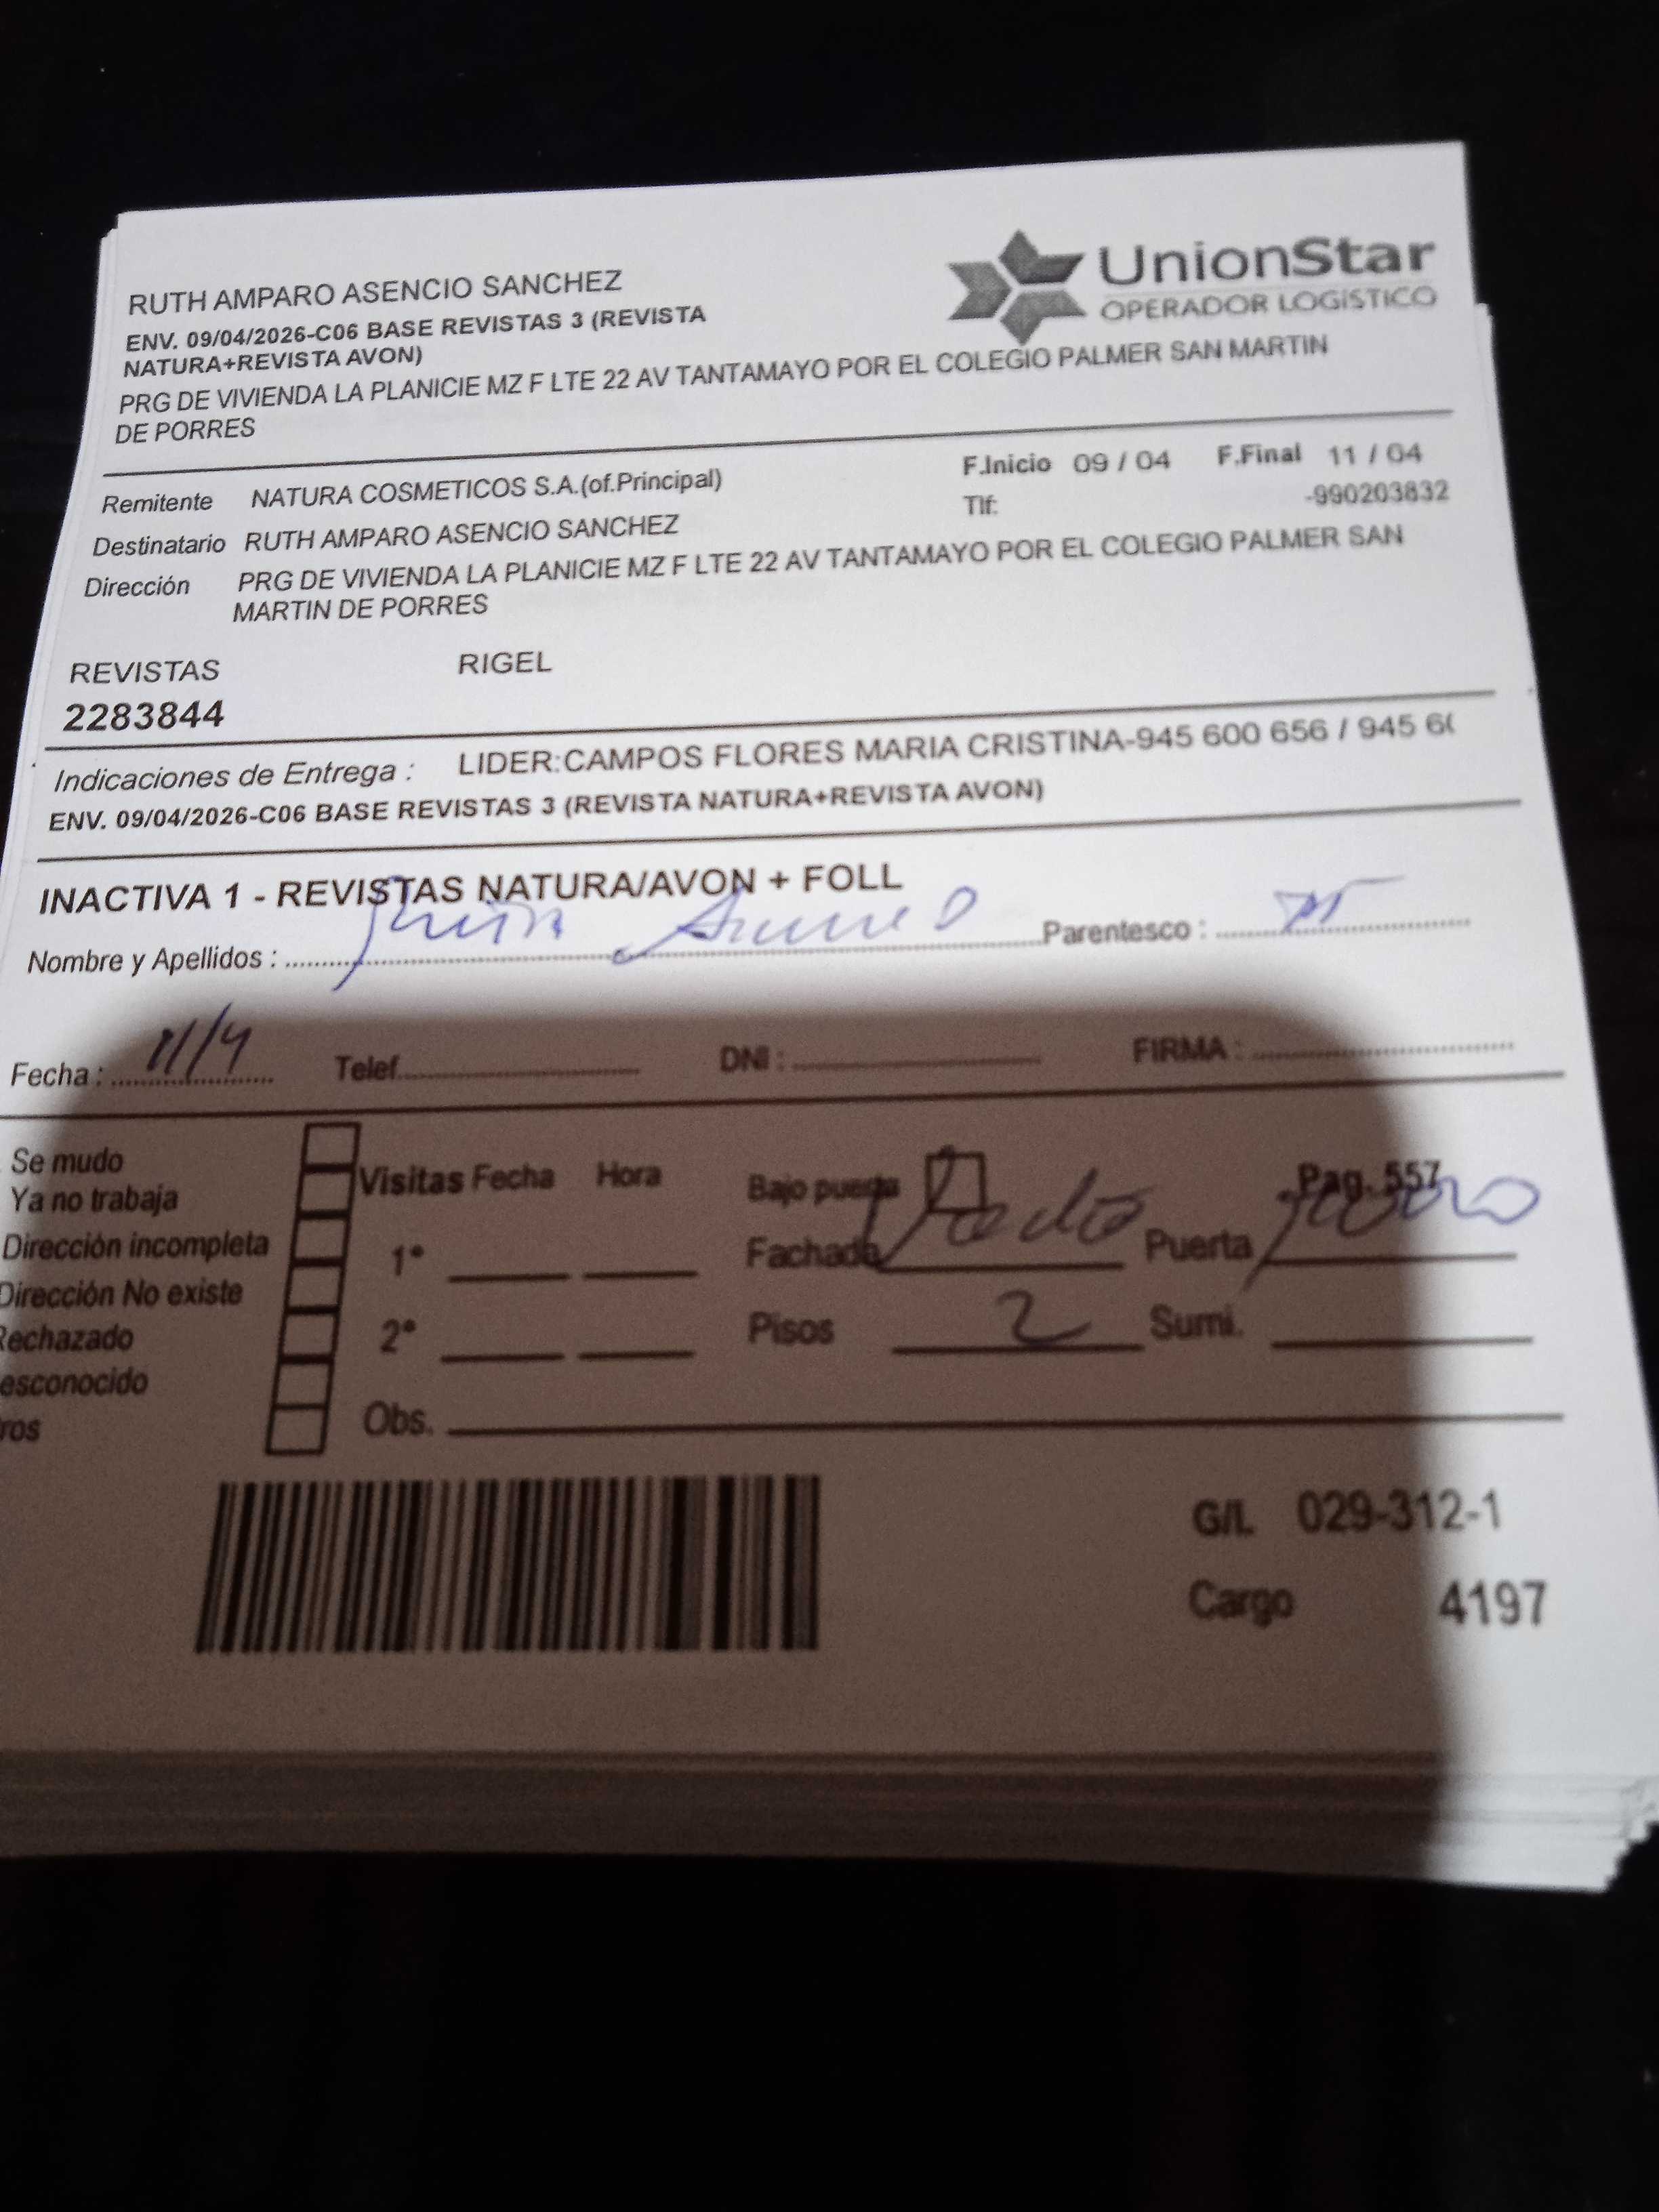 UnionStar
OPERADOR LOGÍSTICO
RUTH AMPARO ASENCIO SANCHEZ
ENV. 09/04/2026-C06 BASE REVISTAS 3 (REVISTA
NATURA+REVISTA AVON)
PRG DE VIVIENDA LA PLANICIE MZ F LTE 22 AV TANTAMAYO POR EL COLEGIO PALMER SAN MARTIN
DE PORRES
Remitente NATURA COSMETICOS S.A.(of.Principal) F.Inicio 09 / 04 F.Final 11 / 04
Destinatario RUTH AMPARO ASENCIO SANCHEZ Tlf: -990203832
Dirección PRG DE VIVIENDA LA PLANICIE MZ F LTE 22 AV TANTAMAYO POR EL COLEGIO PALMER SAN
MARTIN DE PORRES
REVISTAS RIGEL
2283844
Indicaciones de Entrega : LIDER:CAMPOS FLORES MARIA CRISTINA-945 600 656 / 945 6
ENV. 09/04/2026-C06 BASE REVISTAS 3 (REVISTA NATURA+REVISTA AVON)
INACTIVA 1 - REVISTAS NATURA/AVON + FOLL
Nombre y Apellidos : Parentesco :
Fecha : 11/4 Telef. DNI : FIRMA :
Se mudo
Ya no trabaja
Dirección incompleta
Dirección No existe
Rechazado
esconocido
ros
Visitas Fecha Hora
1°
2°
Obs.
Bajo puerta Pag. 557
Fachada Puerta
Pisos 2 Sumi.
G/L 029-312-1
Cargo 4197